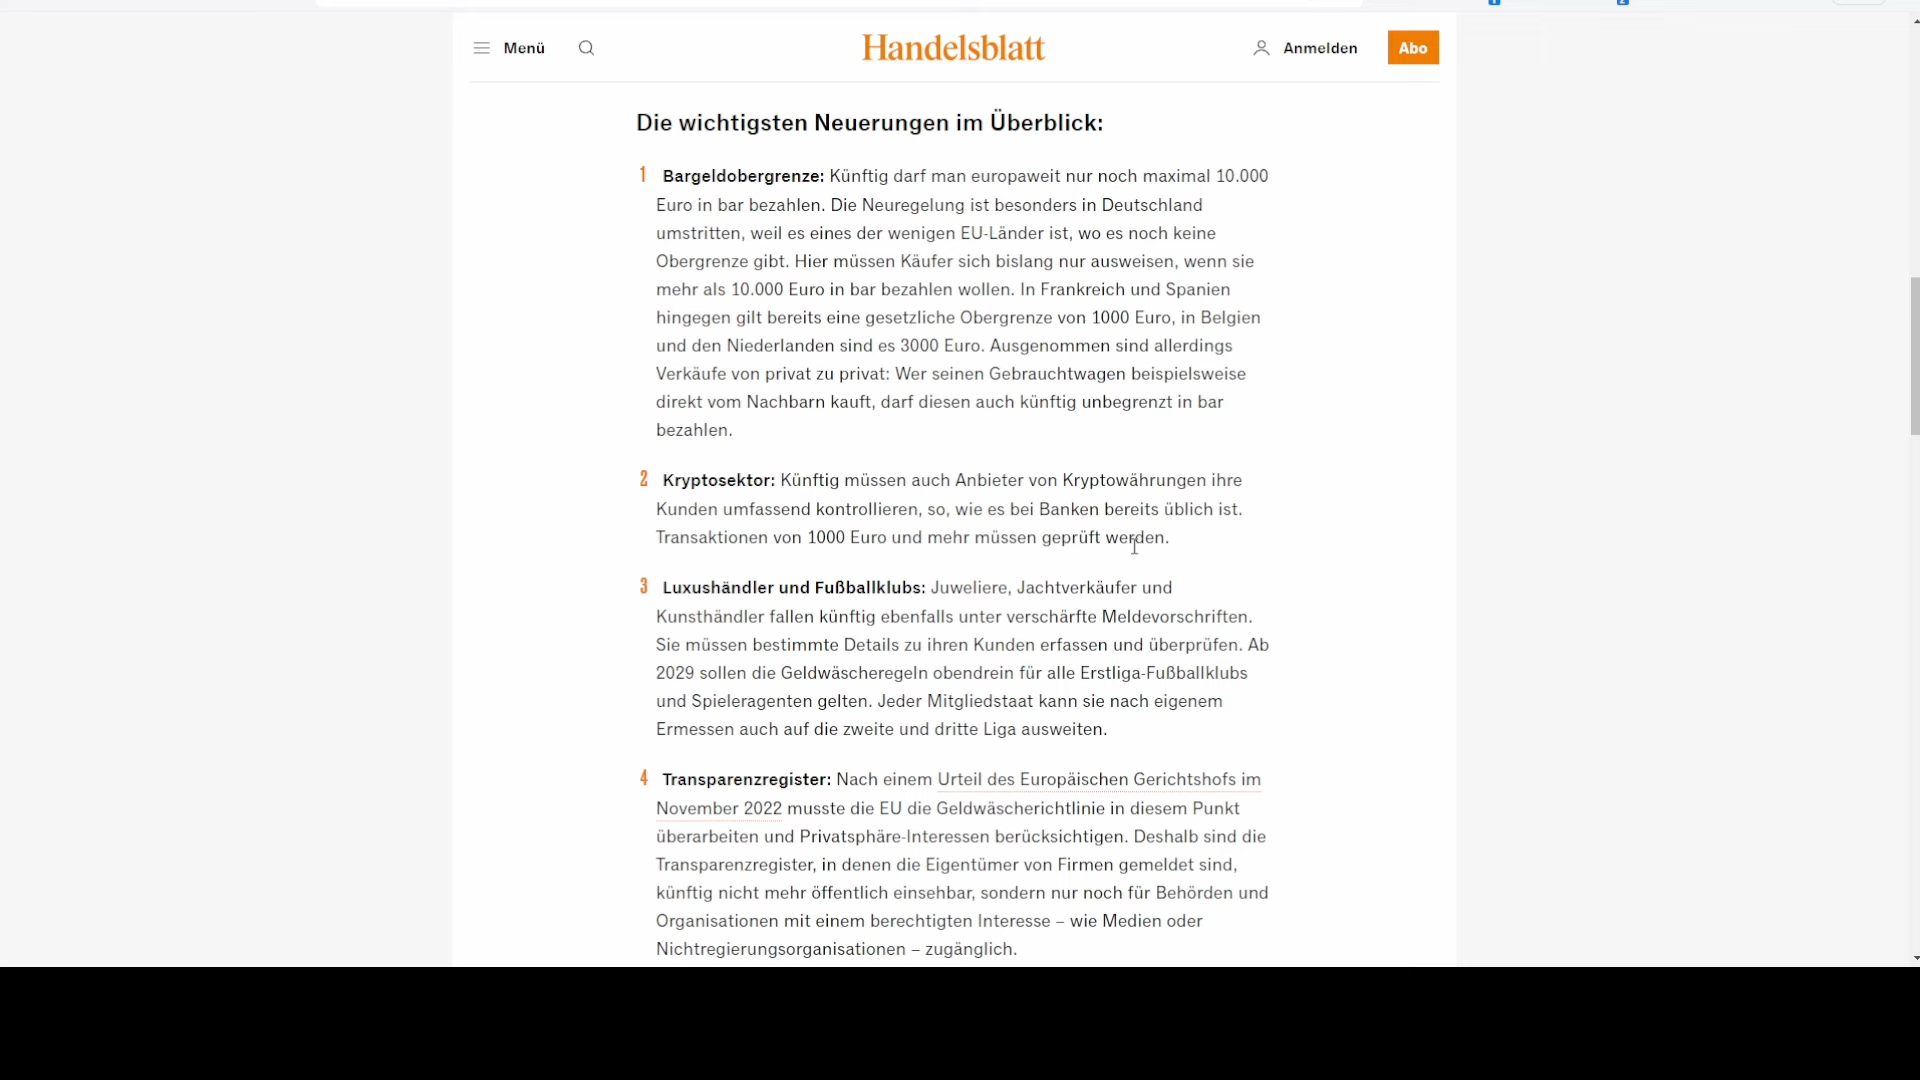 Menü
Handelsblatt
Anmelden
Abo
Die wichtigsten Neuerungen im Überblick:
1 Bargeldobergrenze: Künftig darf man europaweit nur noch maximal 10.000
Euro in bar bezahlen. Die Neuregelung ist besonders in Deutschland
umstritten, weil es eines der wenigen EU-Länder ist, wo es noch keine
Obergrenze gibt. Hier müssen Käufer sich bislang nur ausweisen, wenn sie
mehr als 10.000 Euro in bar bezahlen wollen. In Frankreich und Spanien
hingegen gilt bereits eine gesetzliche Obergrenze von 1000 Euro, in Belgien
und den Niederlanden sind es 3000 Euro. Ausgenommen sind allerdings
Verkäufe von privat zu privat: Wer seinen Gebrauchtwagen beispielsweise
direkt vom Nachbarn kauft, darf diesen auch künftig unbegrenzt in bar
bezahlen.
2 Kryptosektor: Künftig müssen auch Anbieter von Kryptowährungen ihre
Kunden umfassend kontrollieren, so, wie es bei Banken bereits üblich ist.
Transaktionen von 1000 Euro und mehr müssen geprüft werden.
3 Luxushändler und Fußballklubs: Juweliere, Jachtverkäufer und
Kunsthändler fallen künftig ebenfalls unter verschärfte Meldevorschriften.
Sie müssen bestimmte Details zu ihren Kunden erfassen und überprüfen. Ab
2029 sollen die Geldwäscheregeln obendrein für alle Erstliga-Fußballklubs
und Spieleragenten gelten. Jeder Mitgliedstaat kann sie nach eigenem
Ermessen auch auf die zweite und dritte Liga ausweiten.
4 Transparenzregister: Nach einem Urteil des Europäischen Gerichtshofs im
November 2022 musste die EU die Geldwäscherichtlinie in diesem Punkt
überarbeiten und Privatsphäre-Interessen berücksichtigen. Deshalb sind die
Transparenzregister, in denen die Eigentümer von Firmen gemeldet sind,
künftig nicht mehr öffentlich einsehbar, sondern nur noch für Behörden und
Organisationen mit einem berechtigten Interesse – wie Medien oder
Nichtregierungsorganisationen – zugänglich.